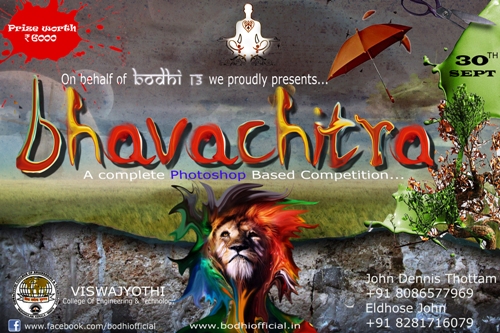 Prize worth
₹ 6000
30TH
SEPT
On behalf of bodhi 13 we proudly presents...
bhavachitra
A complete Photoshop Based Competition...
VISWAJYOTHI
College Of Engineering & Technology
www.facebook.com/bodhiofficial
www.bodhiofficial.in
John Dennis Thottam
+91 8086577969
Eldhose John
+91 8281716079